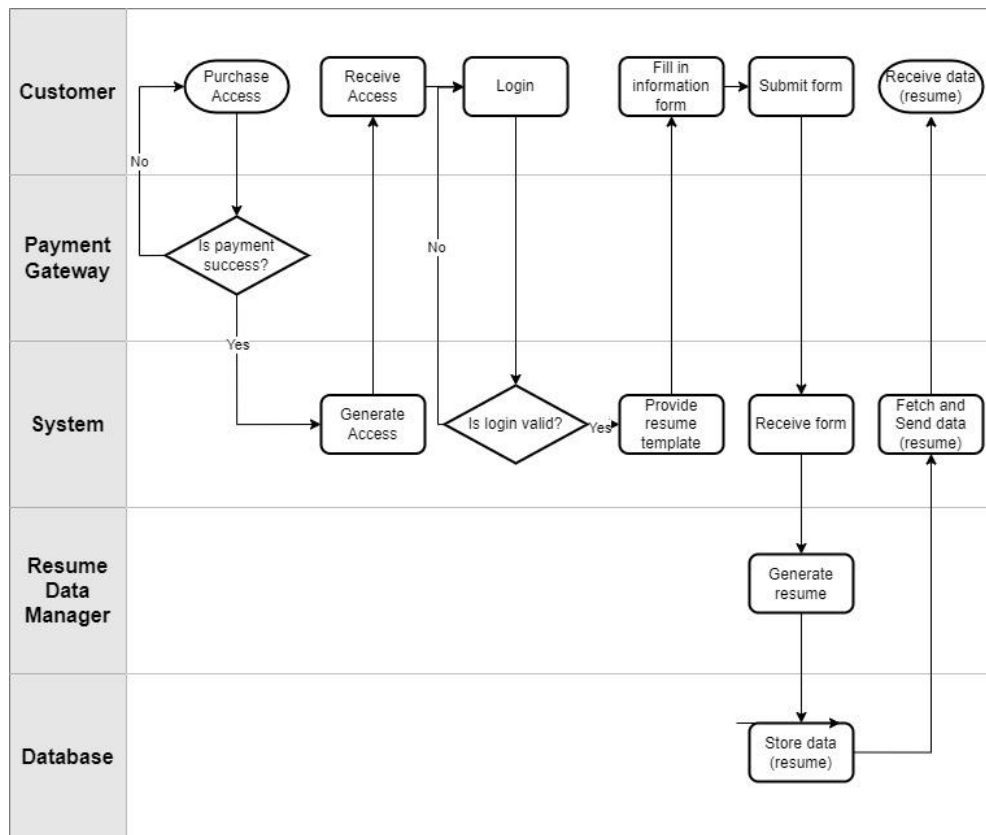 Customer
Purchase
Access
Receive
Access
Login
Fill in
information
form
Submit form
Receive data
(resume)
No
Payment
Gateway
Is payment
success?
No
Yes
System
Generate
Access
Is login valid?
Yes
Provide
resume
template
Receive form
Fetch and
Send data
(resume)
Resume
Data
Manager
Generate
resume
Database
Store data
(resume)